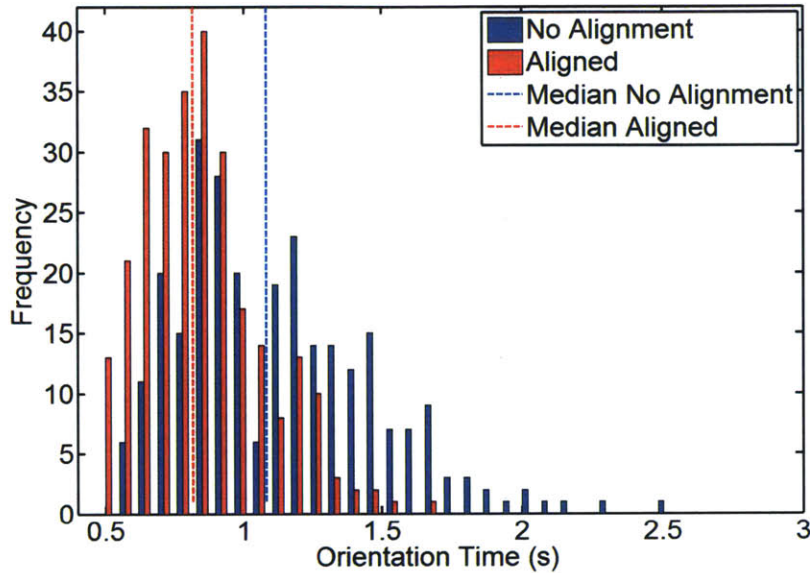 40
35
30
25
20
15
10
5
0
Frequency
No Alignment
Aligned
Median No Alignment
Median Aligned
0.5 1 1.5 2 2.5 3
Orientation Time (s)